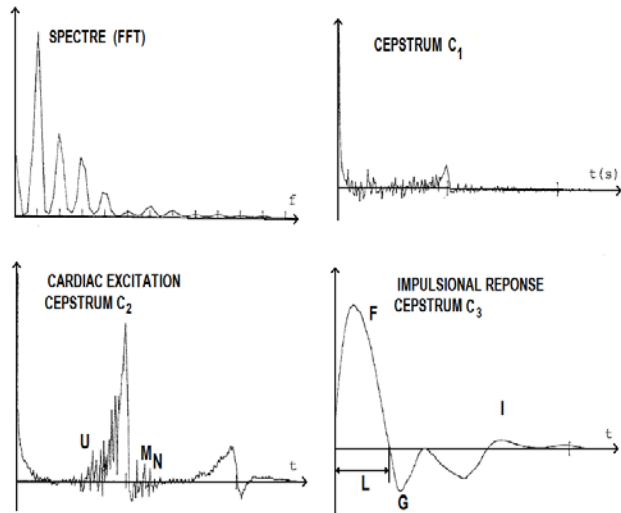 SPECTRE (FFT)
f
CEPSTRUM C1
t(s)
CARDIAC EXCITATION
CEPSTRUM C2
U
M N
t
IMPULSIONAL REPONSE
CEPSTRUM C3
F
I
t
L
G